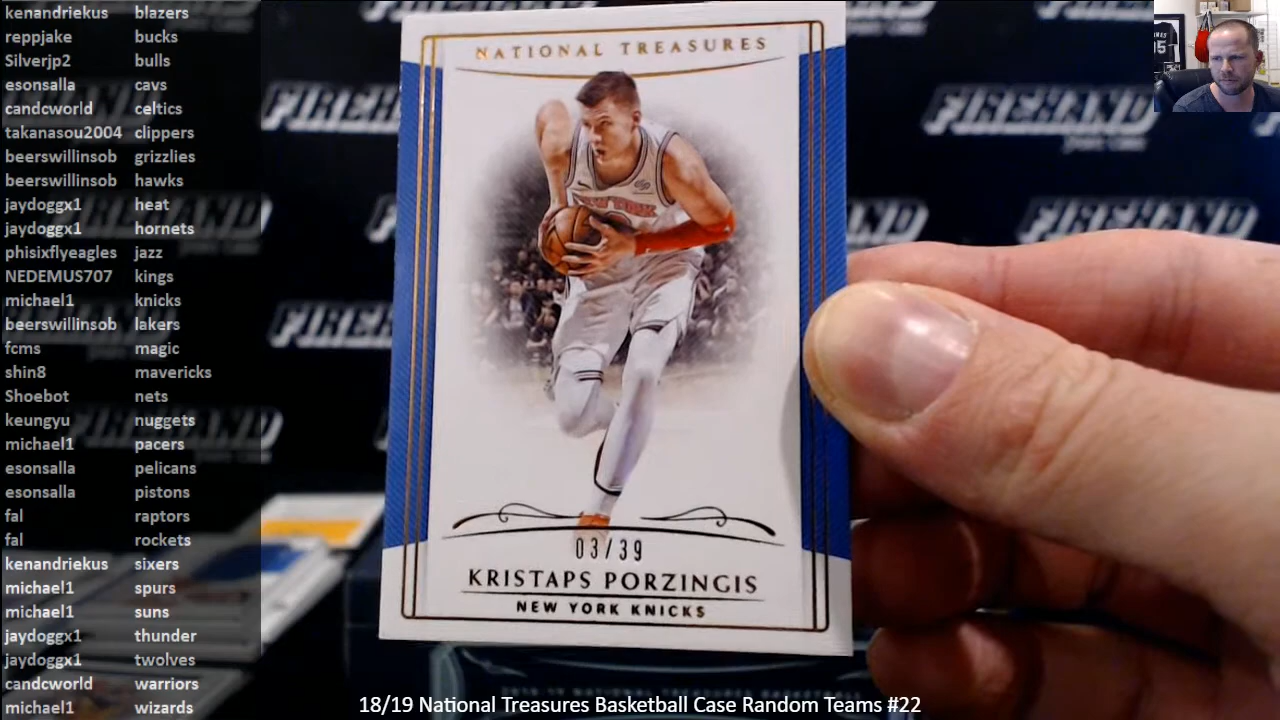 kenandriekus blazers
reppjake bucks
Silverjp2 bulls
esonsalla cavs
candcworld celtics
takanasou2004 clippers
beerswillinsob grizzlies
beerswillinsob hawks
jaydoggx1 heat
jaydoggx1 hornets
phisixflyeagles jazz
NEDEMUS707 kings
michael1 knicks
beerswillinsob lakers
fcms magic
shin8 mavericks
Shoebot nets
keungyu nuggets
michael1 pacers
esonsalla pelicans
esonsalla pistons
fal raptors
fal rockets
kenandriekus sixers
michael1 spurs
michael1 suns
jaydoggx1 thunder
jaydoggx1 twolves
candcworld warriors
michael1 wizards
NATIONAL TREASURES
NEW YORK
03/39
KRISTAPS PORZINGIS
NEW YORK KNICKS
FIREHAND
FIREHAND
18/19 National Treasures Basketball Case Random Teams #22